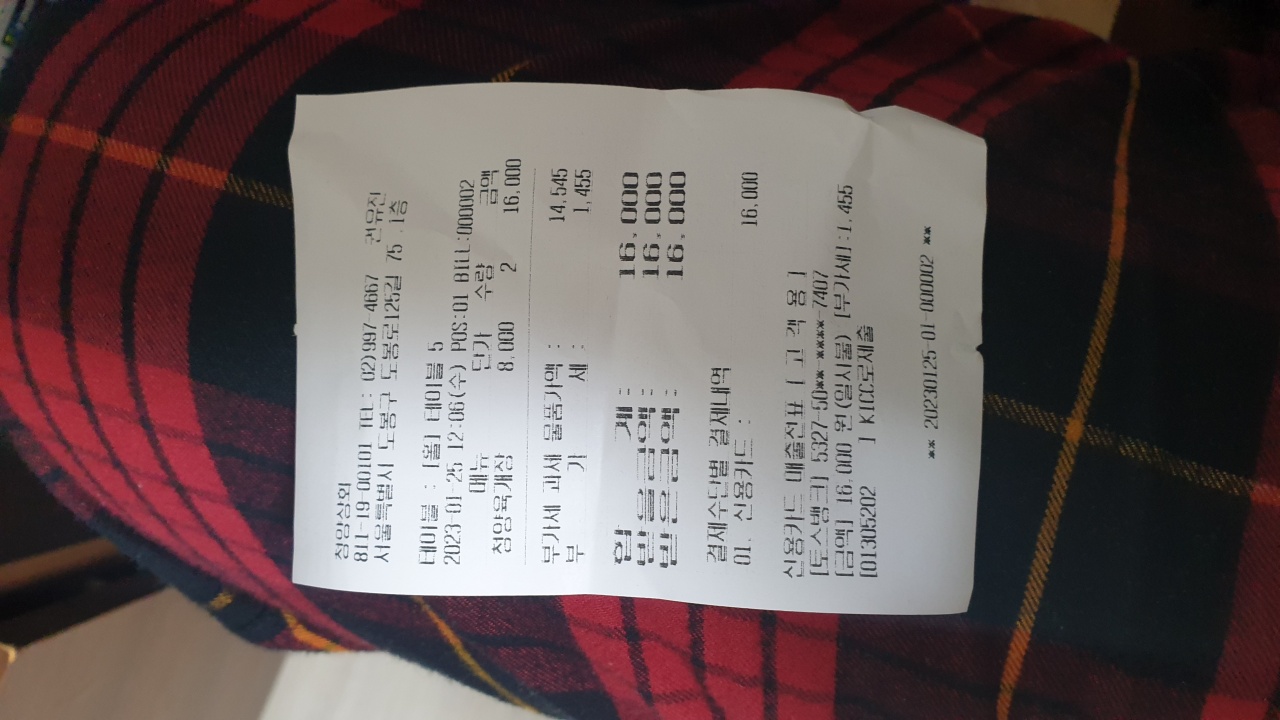 청양상회
811-19-00101 TEL: 02)997-4667 권유진
서울특별시 도봉구 도봉로125길 75 .1층
테이블 : [홀] 테이블 5
2023-01-25 12:06(수) POS:01 BILL:000002
메뉴 단가 수량 금액
청양육개장 8,000 2 16,000
부가세 과세 물품가액 : 14,545
부 가 세 : 1,455
합 계 : 16,000
받을금액 : 16,000
받은금액 : 16,000
결제수단별 결제내역
01. 신용카드 : 16,000
신용카드 매출전표 [ 고 객 용 ]
[토스뱅크] 5327-50**-****-7407
[금액] 16,000 원(일시불) [부가세]:1,455
[01305202 ] KICC로제출
** 20230125-01-000002 **